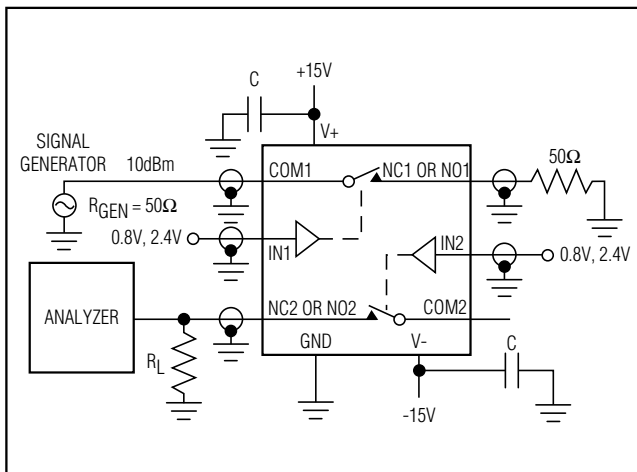 +15V
C
V+
SIGNAL
GENERATOR
10dBm
COM1
NC1 OR NO1
50Ω
RGEN = 50Ω
0.8V, 2.4V
IN1
IN2
0.8V, 2.4V
ANALYZER
NC2 OR NO2
COM2
RL
GND
V-
C
-15V